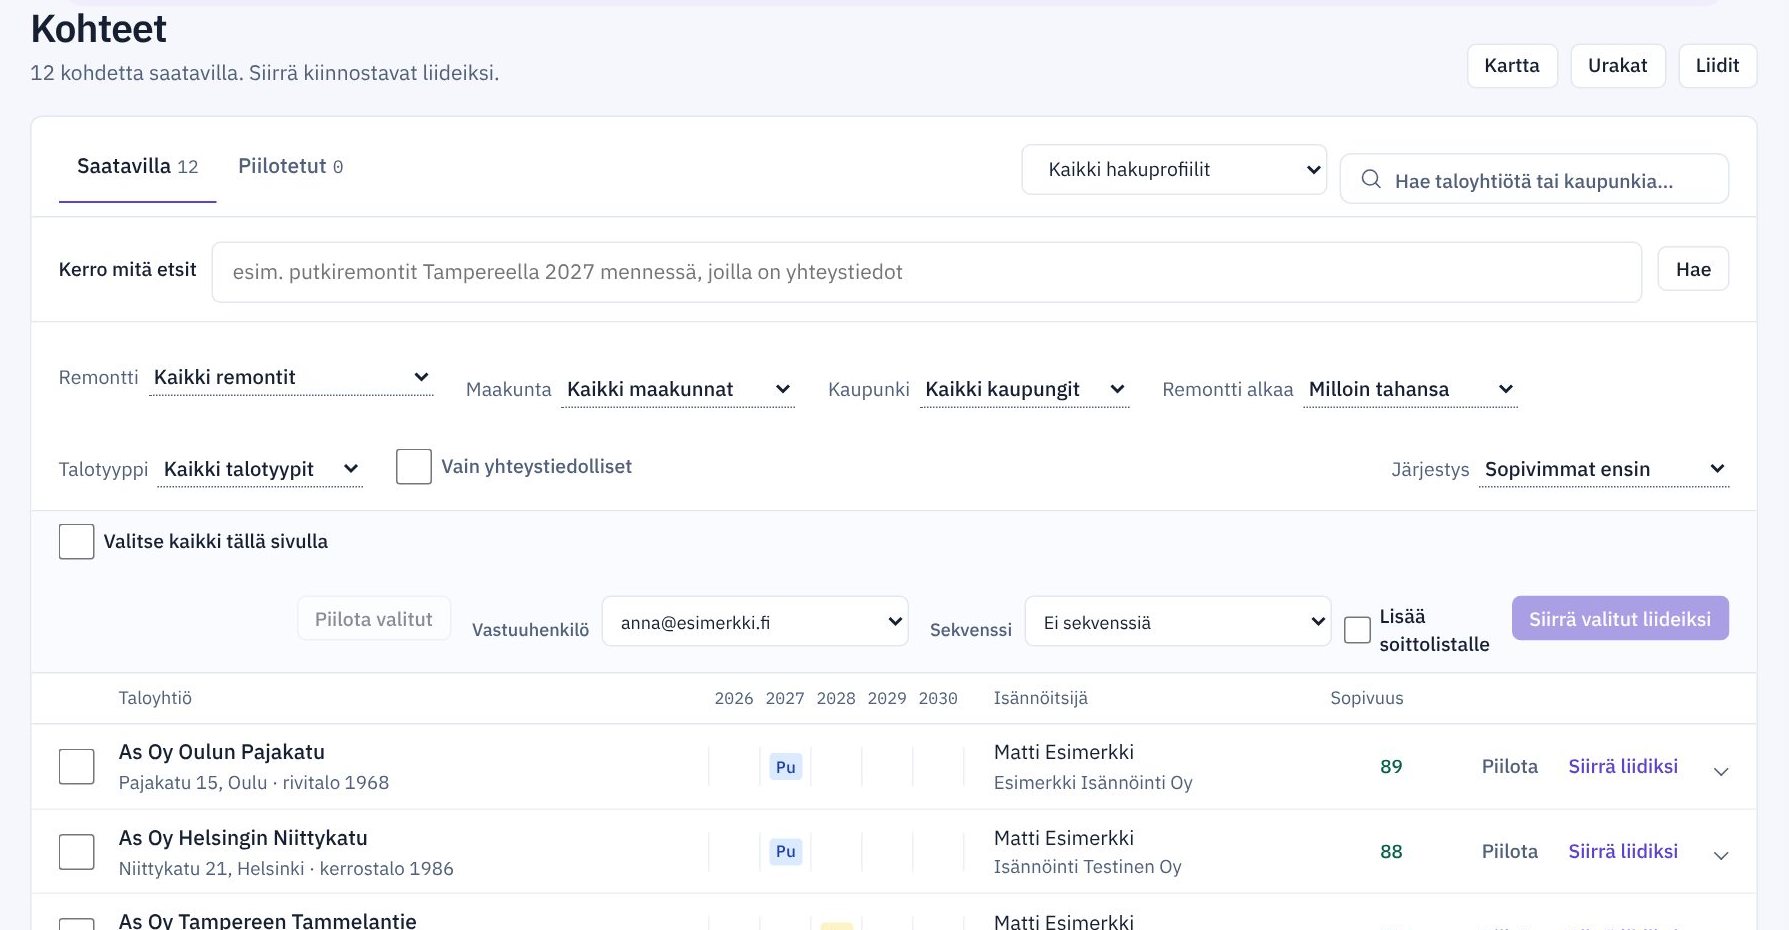 Kohteet
12 kohdetta saatavilla. Siirrä kiinnostavat liideiksi.
Kartta Urakat Liidit
Saatavilla 12 Piilotetut 0 Kaikki hakuprofiilit Hae taloyhtiötä tai kaupunkia...
Kerro mitä etsit esim. putkiremontit Tampereella 2027 mennessä, joilla on yhteystiedot Hae
Remontti Kaikki remontit Maakunta Kaikki maakunnat Kaupunki Kaikki kaupungit Remontti alkaa Milloin tahansa
Talotyyppi Kaikki talotyypit Vain yhteystiedolliset Järjestys Sopivimmat ensin
Valitse kaikki tällä sivulla
Piilota valitut Vastuuhenkilö anna@esimerkki.fi Sekvenssi Ei sekvenssiä Lisää soittolistalle Siirrä valitut liideiksi
Taloyhtiö 2026 2027 2028 2029 2030 Isännöitsijä Sopivuus
As Oy Oulun Pajakatu Pu Matti Esimerkki 89 Piilota Siirrä liidiksi
Pajakatu 15, Oulu · rivitalo 1968 Esimerkki Isännöinti Oy
As Oy Helsingin Niittykatu Pu Matti Esimerkki 88 Piilota Siirrä liidiksi
Niittykatu 21, Helsinki · kerrostalo 1986 Isännöinti Testinen Oy
As Oy Tampereen Tammelantie Matti Esimerkki